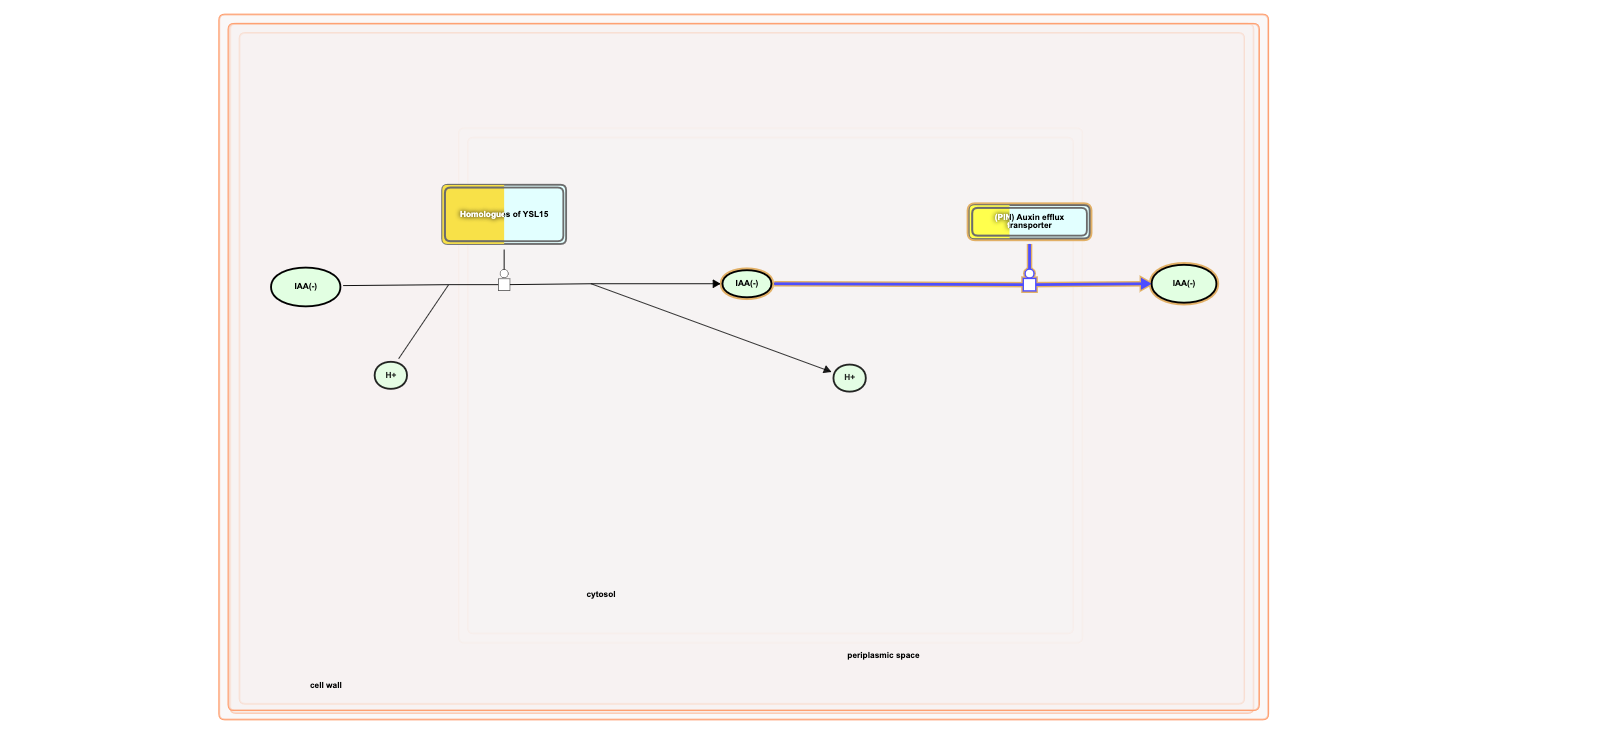 Homologues of YSL15
(PIN) Auxin efflux
transporter
IAA(-)
IAA(-)
IAA(-)
H+
H+
cytosol
periplasmic space
cell wall